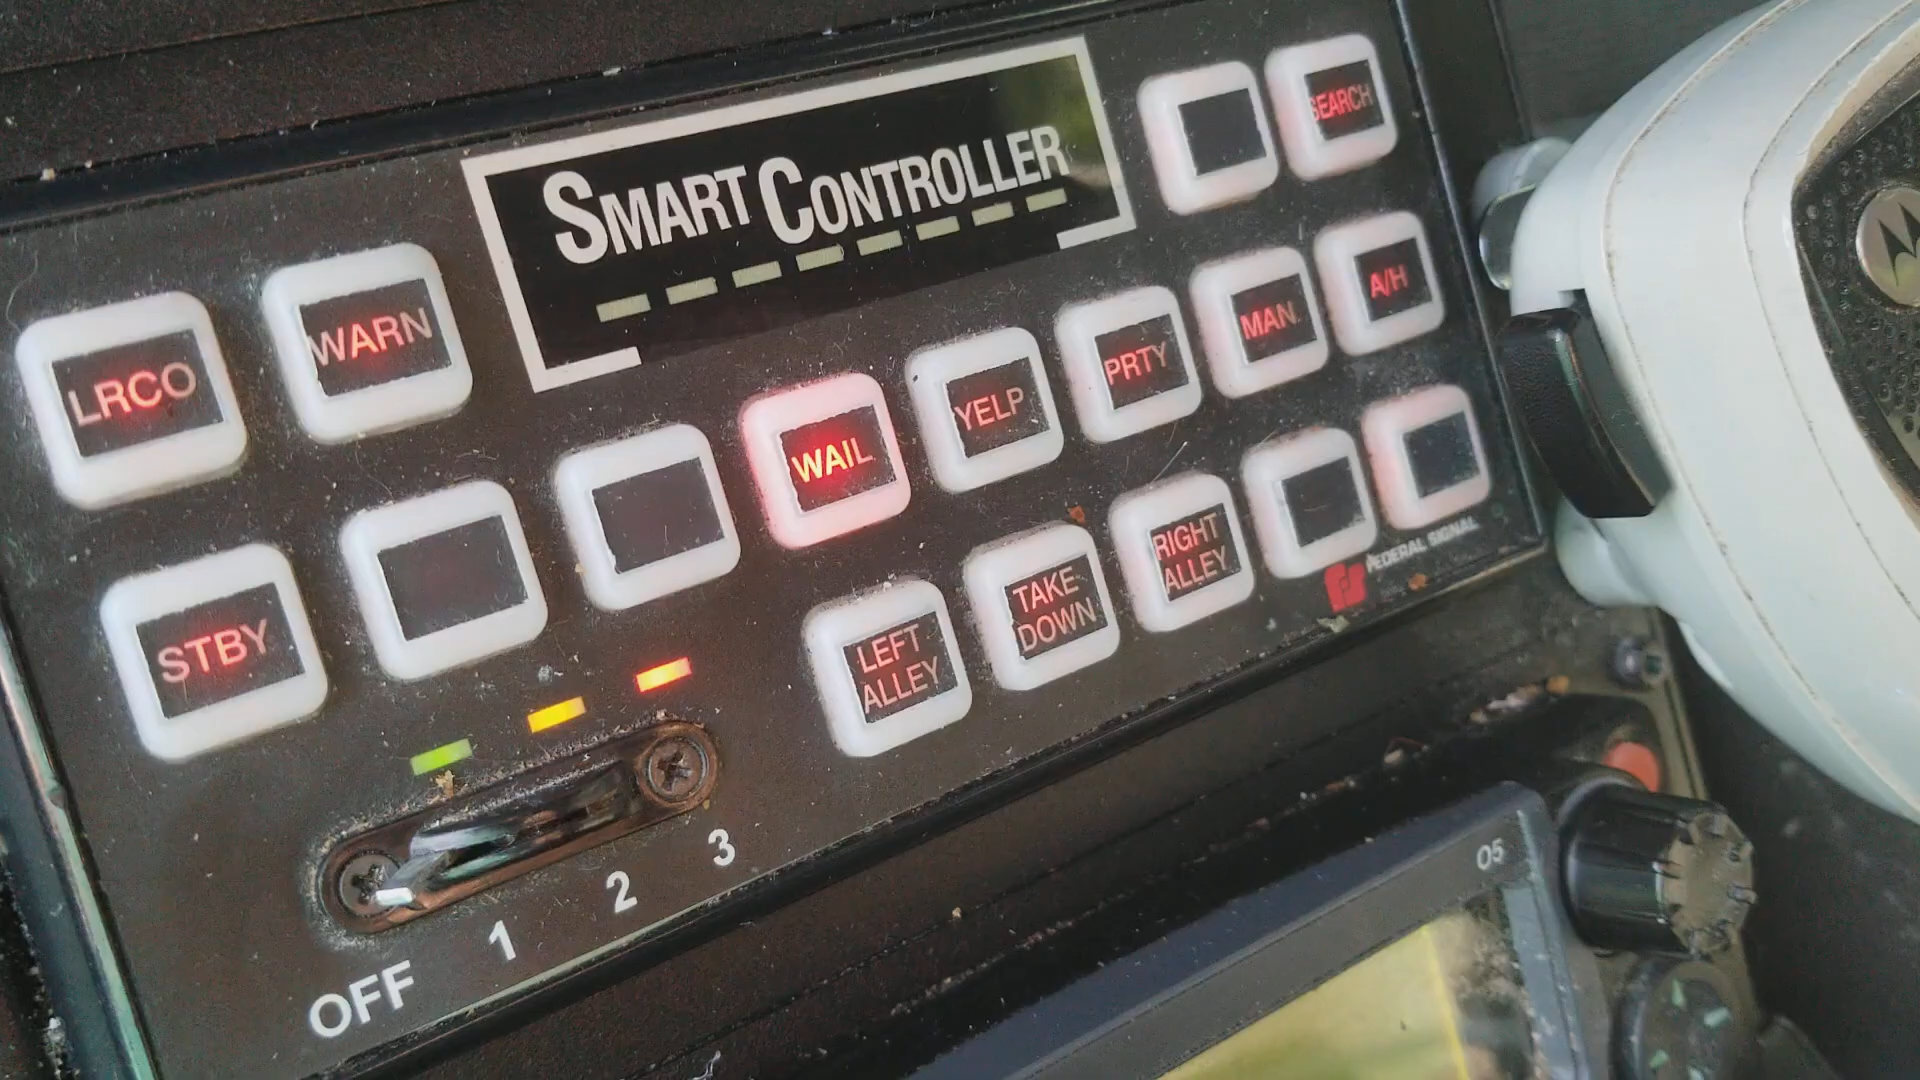 SMART CONTROLLER
SEARCH
LRCO
WARN
WAIL
YELP
PRTY
MAN
A/H
STBY
LEFT
ALLEY
TAKE
DOWN
RIGHT
ALLEY
FEDERAL SIGNAL
OFF
1
2
3
05